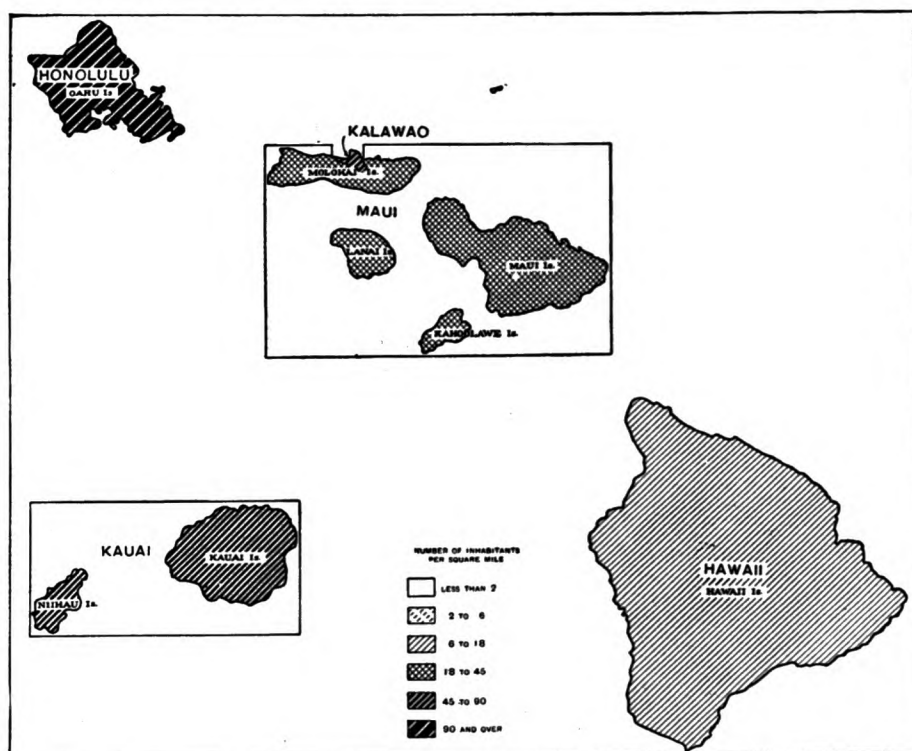 HONOLULU
OAHU Is.
KALAWAO
MOLOKAI Is.
MAUI
LANAI Is.
MAUI Is.
KAHOOLAWE Is.
KAUAI
KAUAI Is.
NIIHAU Is.
HAWAII
HAWAII Is.
NUMBER OF INHABITANTS
PER SQUARE MILE
LESS THAN 2
2 TO 6
6 TO 18
18 TO 45
45 TO 90
90 AND OVER